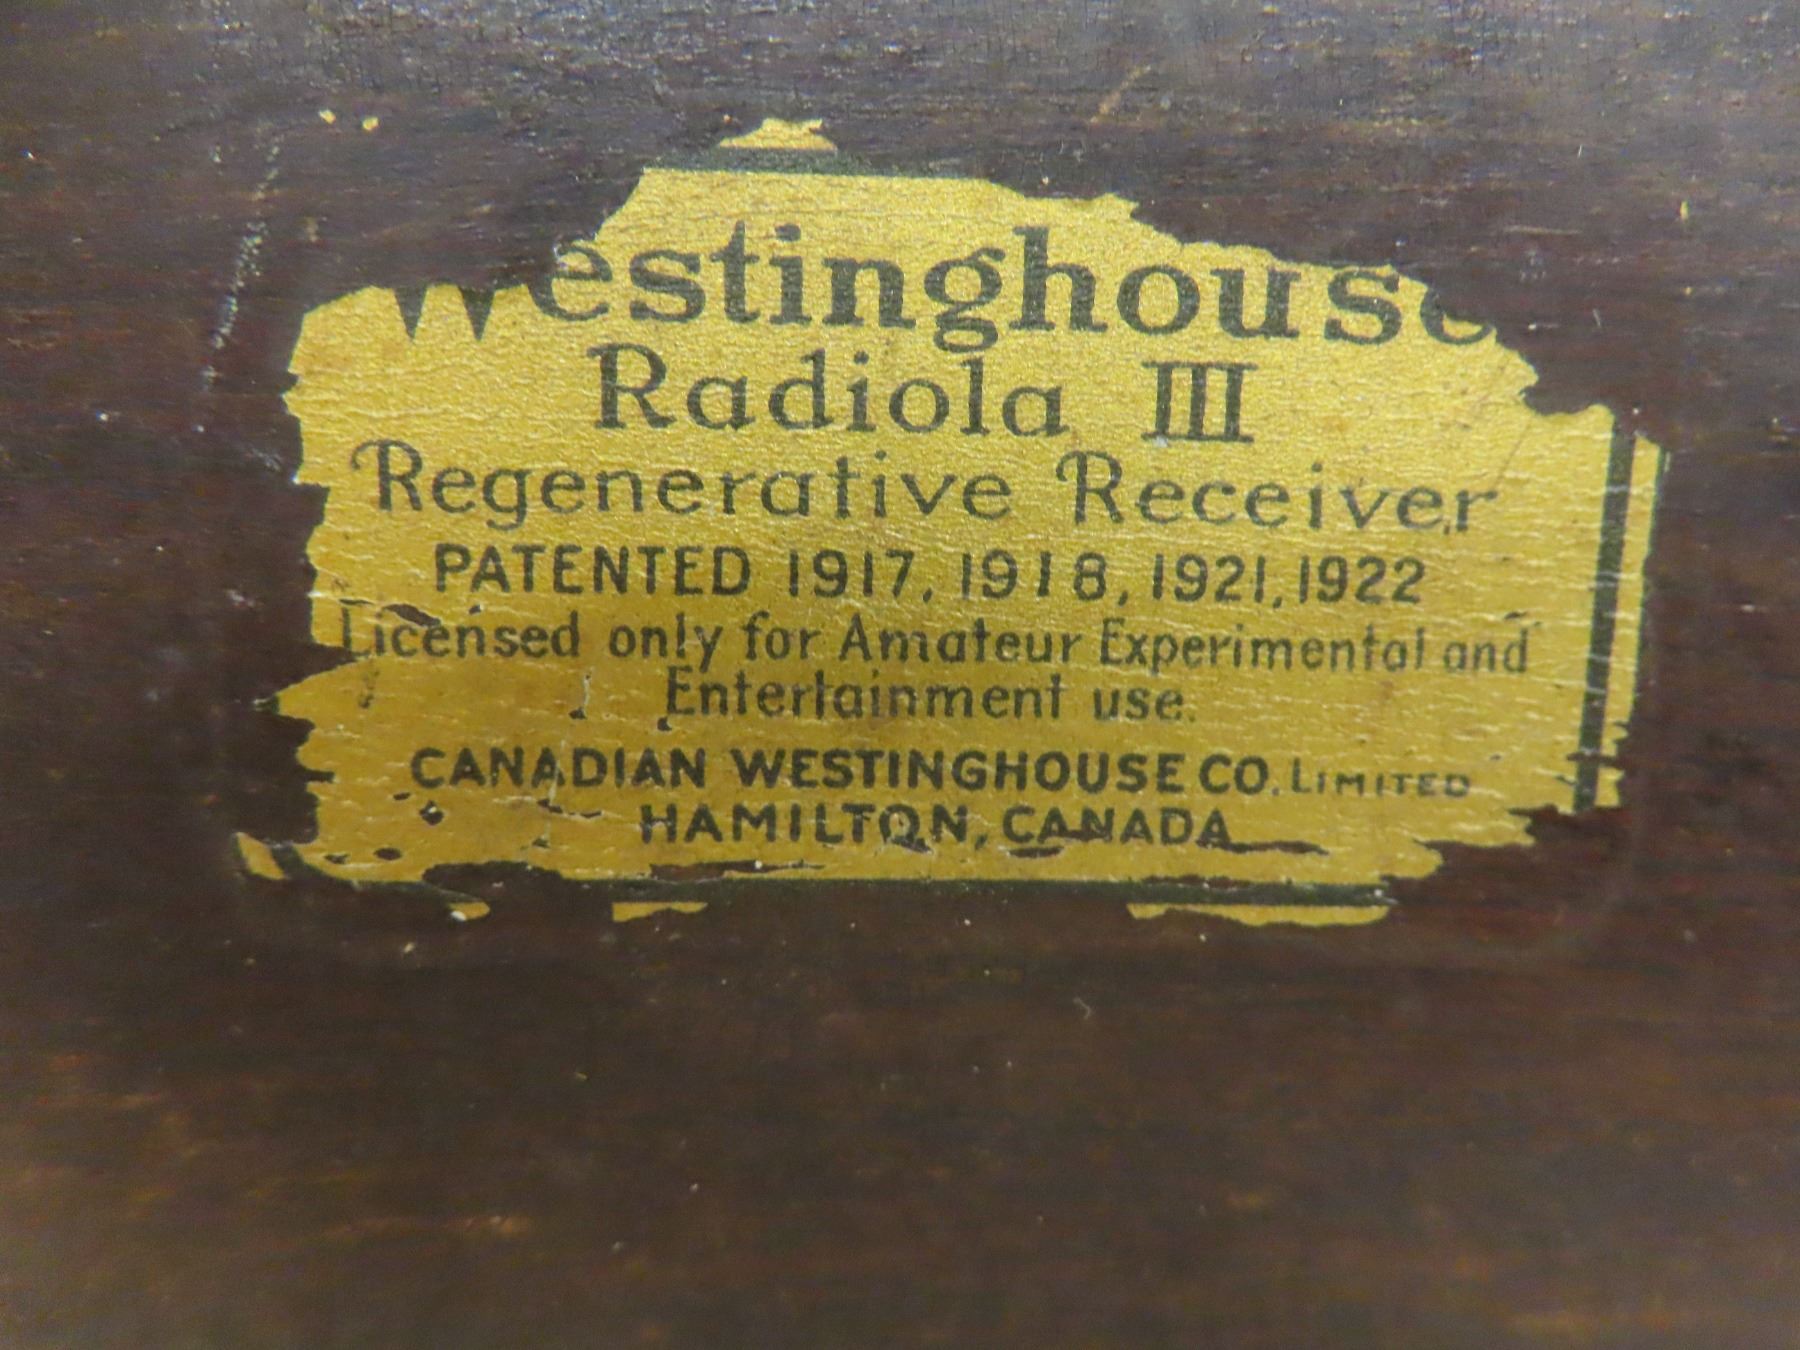 Westinghouse
Radiola III
Regenerative Receiver
PATENTED 1917, 1918, 1921, 1922
Licensed only for Amateur Experimental and
Entertainment use.
CANADIAN WESTINGHOUSE CO. LIMITED
HAMILTON, CANADA